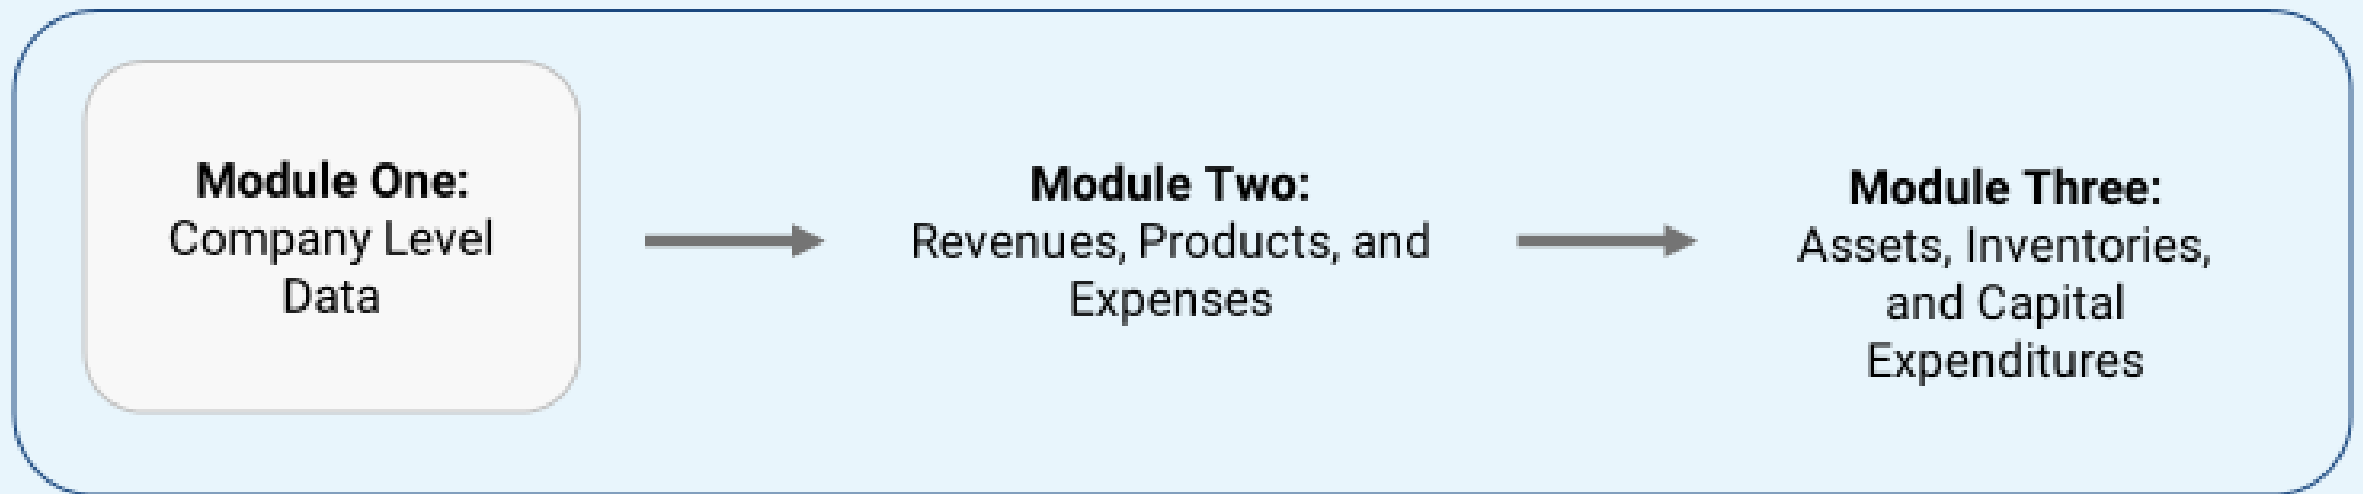 Module One:
Company Level
Data
Module Two:
Revenues, Products, and
Expenses
Module Three:
Assets, Inventories,
and Capital
Expenditures